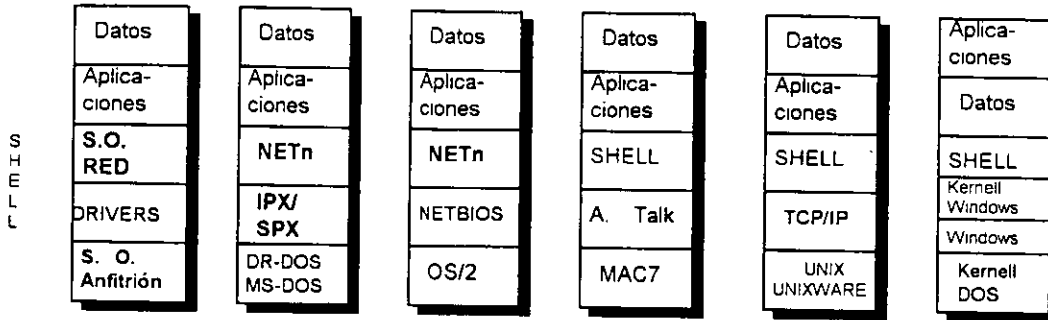 S
H
E
L
L
Datos
Aplica-
ciones
S.O.
RED
DRIVERS
S. O.
Anfitrión
Datos
Aplica-
ciones
NETn
IPX/
SPX
DR-DOS
MS-DOS
Datos
Aplica-
ciones
NETn
NETBIOS
OS/2
Datos
Aplica-
ciones
SHELL
A. Talk
MAC7
Datos
Aplica-
ciones
SHELL
TCP/IP
UNIX
UNIXWARE
Aplica-
ciones
Datos
SHELL
Kernell
Windows
Windows
Kernell
DOS